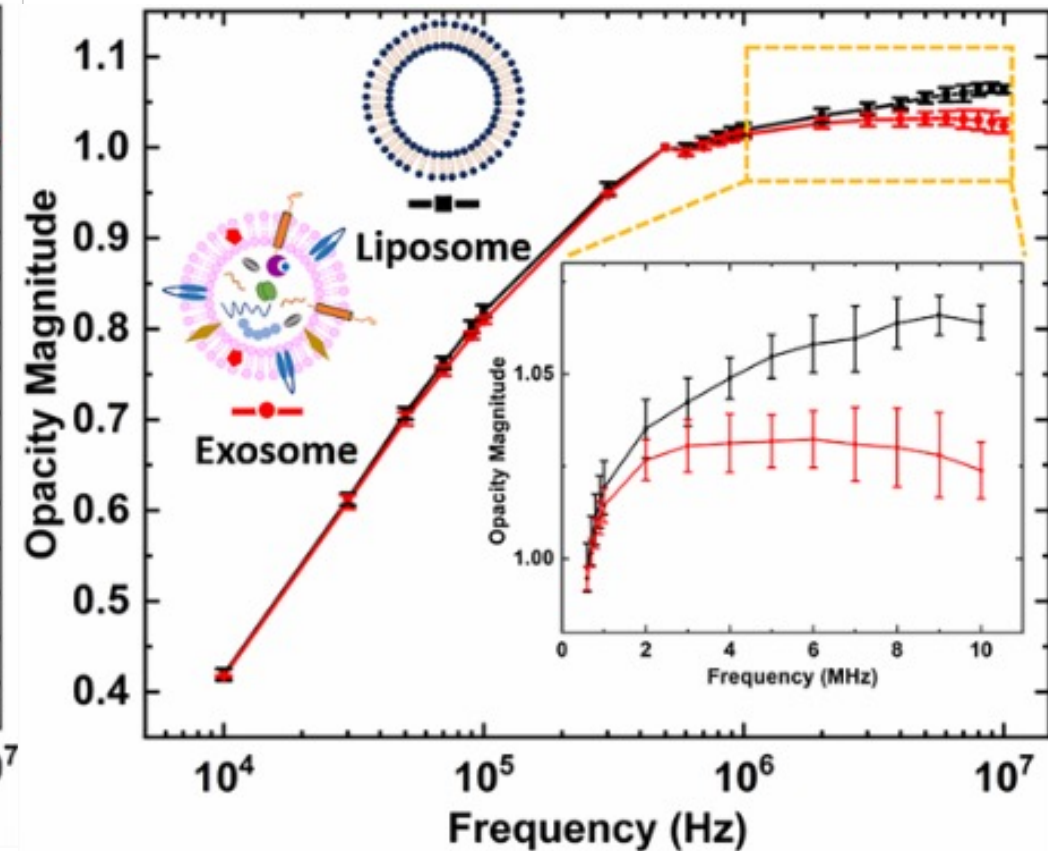 Opacity Magnitude
1.1
1.0
0.9
0.8
0.7
0.6
0.5
0.4
Liposome
Exosome
Opacity Magnitude
1.05
1.00
0 2 4 6 8 10
Frequency (MHz)
10⁴ 10⁵ 10⁶ 10⁷
Frequency (Hz)